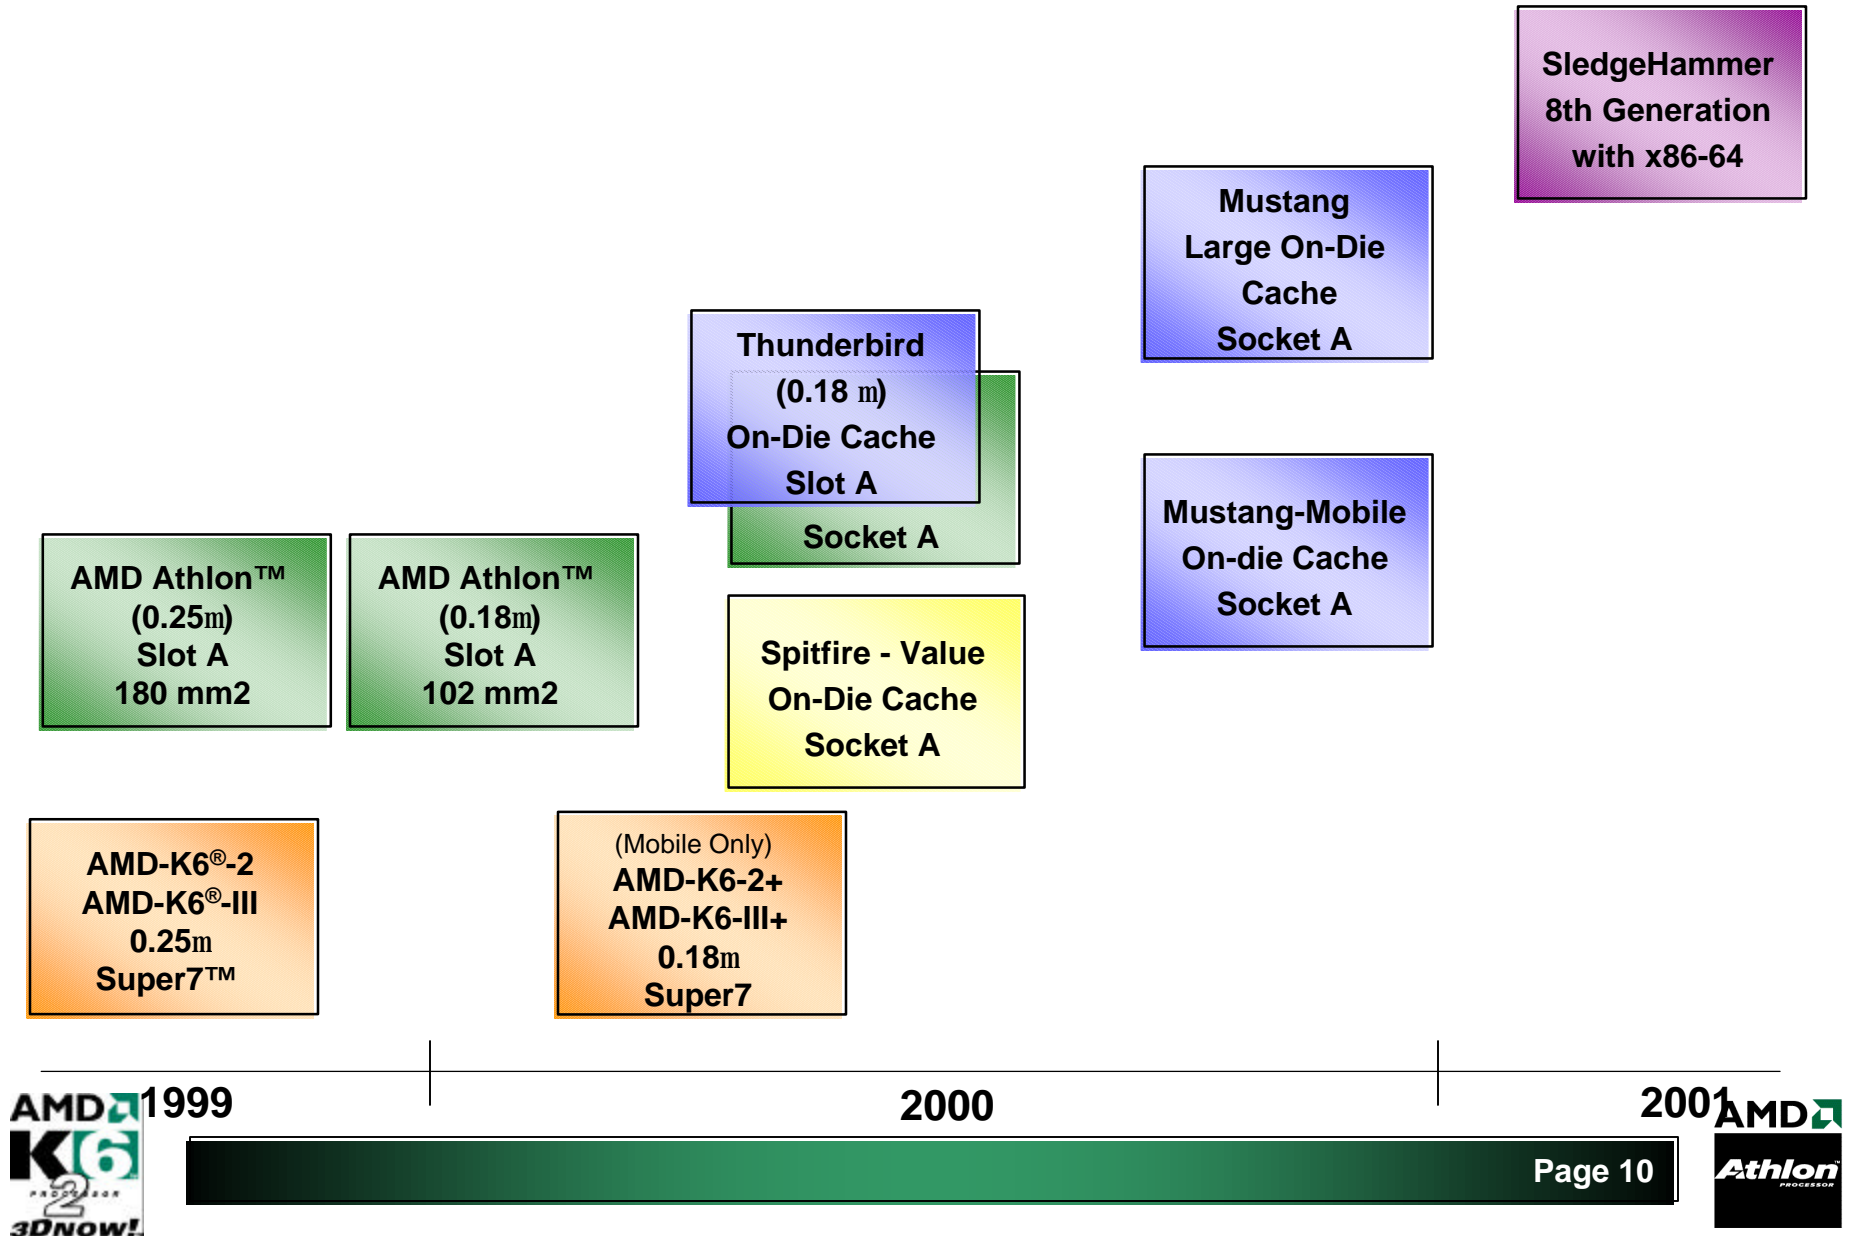 SledgeHammer
8th Generation
with x86-64
Mustang
Large On-Die
Cache
Socket A
Thunderbird
(0.18 m)
On-Die Cache
Slot A
Socket A
Mustang-Mobile
On-die Cache
Socket A
AMD Athlon™
(0.25m)
Slot A
180 mm2
AMD Athlon™
(0.18m)
Slot A
102 mm2
Spitfire - Value
On-Die Cache
Socket A
AMD-K6®-2
AMD-K6®-III
0.25m
Super7™
(Mobile Only)
AMD-K6-2+
AMD-K6-III+
0.18m
Super7
1999
2000
2001
AMD
K6
PROCESSOR
2
3DNOW!
Page 10
AMD
Athlon™
PROCESSOR